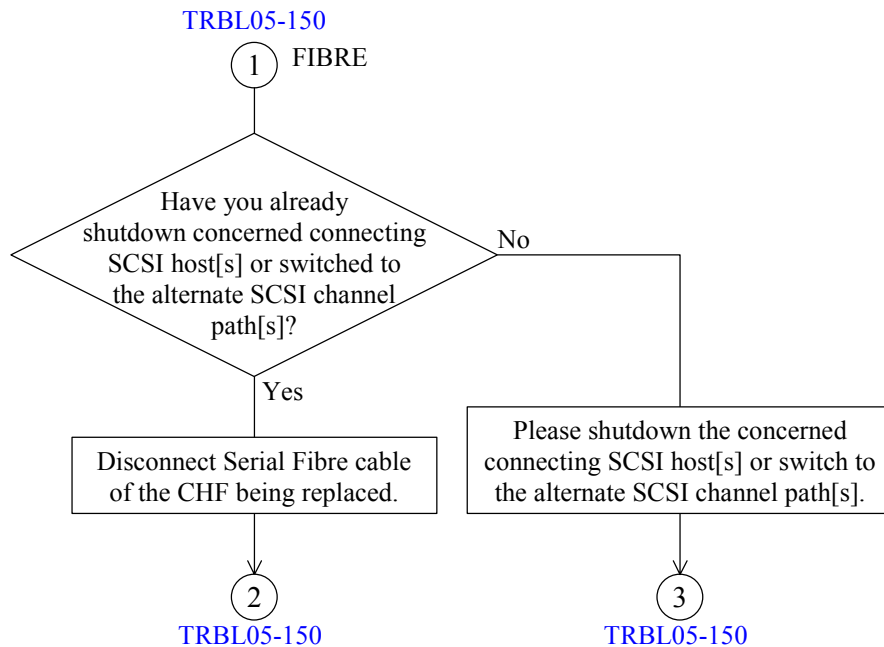 TRBL05-150
1 FIBRE
Have you already
shutdown concerned connecting
SCSI host[s] or switched to
the alternate SCSI channel
path[s]?
No
Yes
Disconnect Serial Fibre cable
of the CHF being replaced.
Please shutdown the concerned
connecting SCSI host[s] or switch to
the alternate SCSI channel path[s].
2
TRBL05-150
3
TRBL05-150